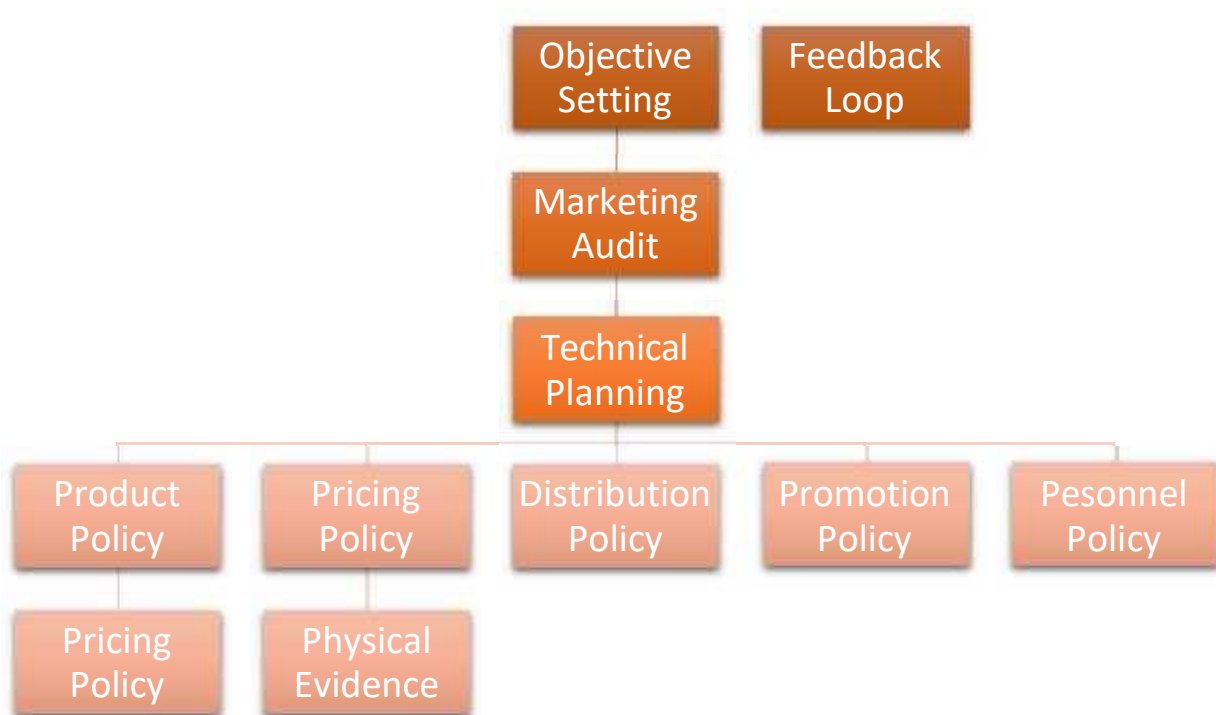 Objective
Setting
Feedback
Loop
Marketing
Audit
Technical
Planning
Product
Policy
Pricing
Policy
Distribution
Policy
Promotion
Policy
Pesonnel
Policy
Pricing
Policy
Physical
Evidence